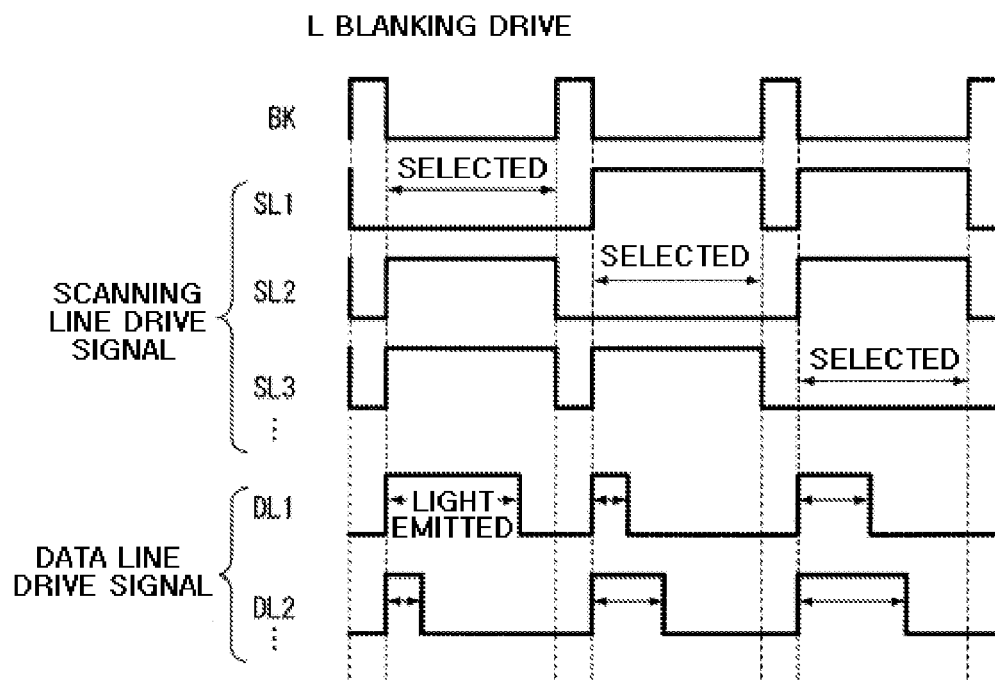 L BLANKING DRIVE
BK
SELECTED
SL1
SELECTED
SL2
SCANNING
LINE DRIVE
SIGNAL
SELECTED
SL3
⋮
DL1
LIGHT
EMITTED
DATA LINE
DRIVE SIGNAL
DL2
⋮